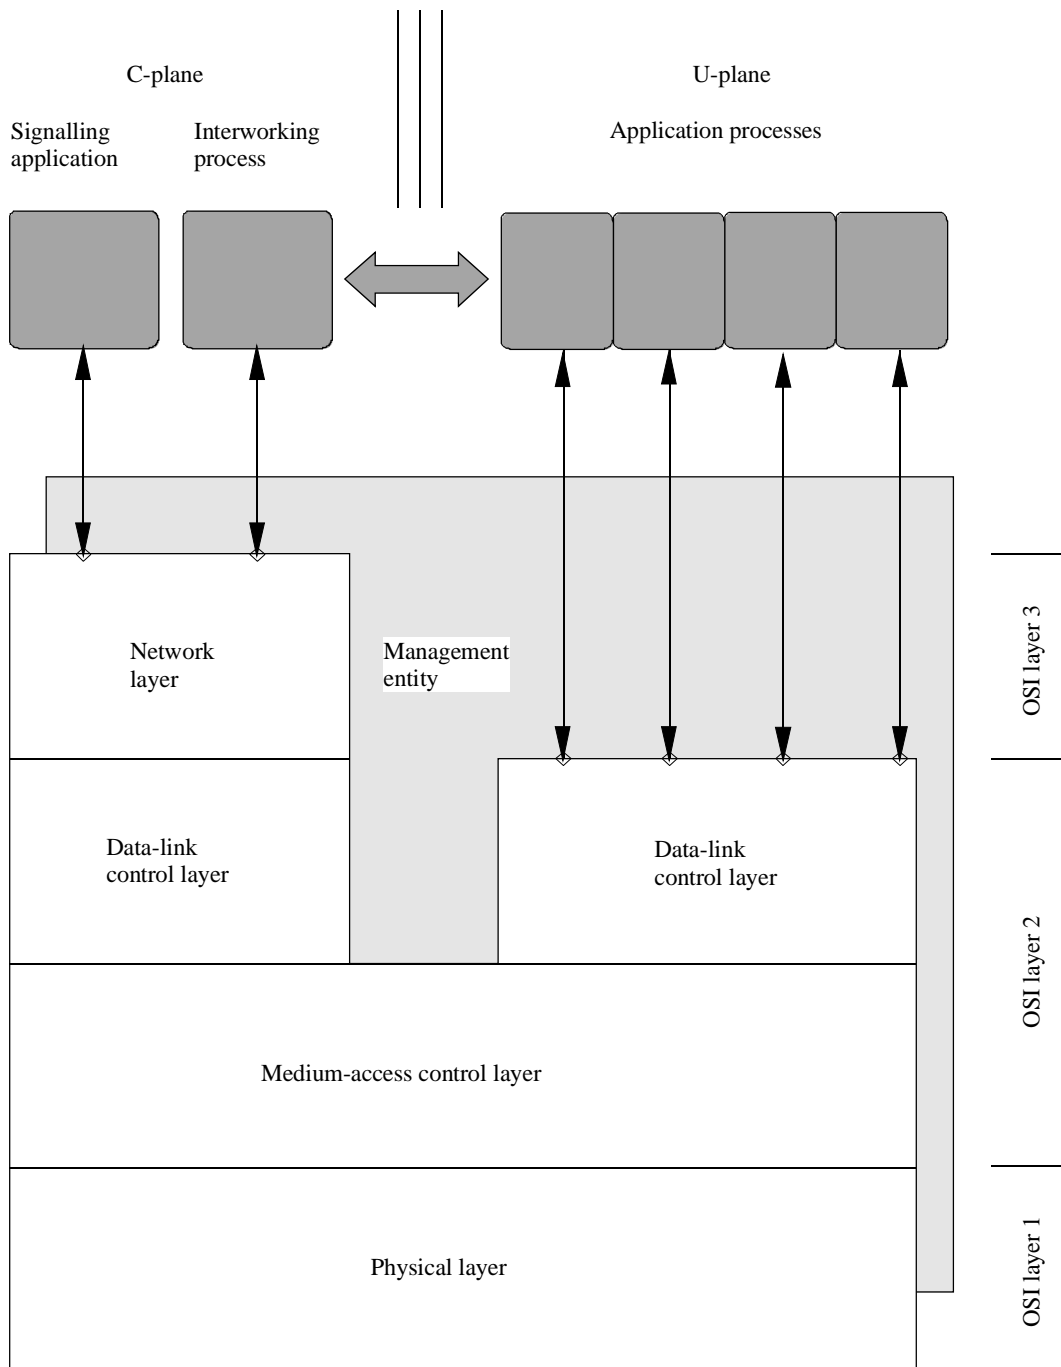 C-plane
U-plane
Signalling
application
Interworking
process
Application processes
Network
layer
Management
entity
OSI layer 3
Data-link
control layer
Data-link
control layer
OSI layer 2
Medium-access control layer
Physical layer
OSI layer 1